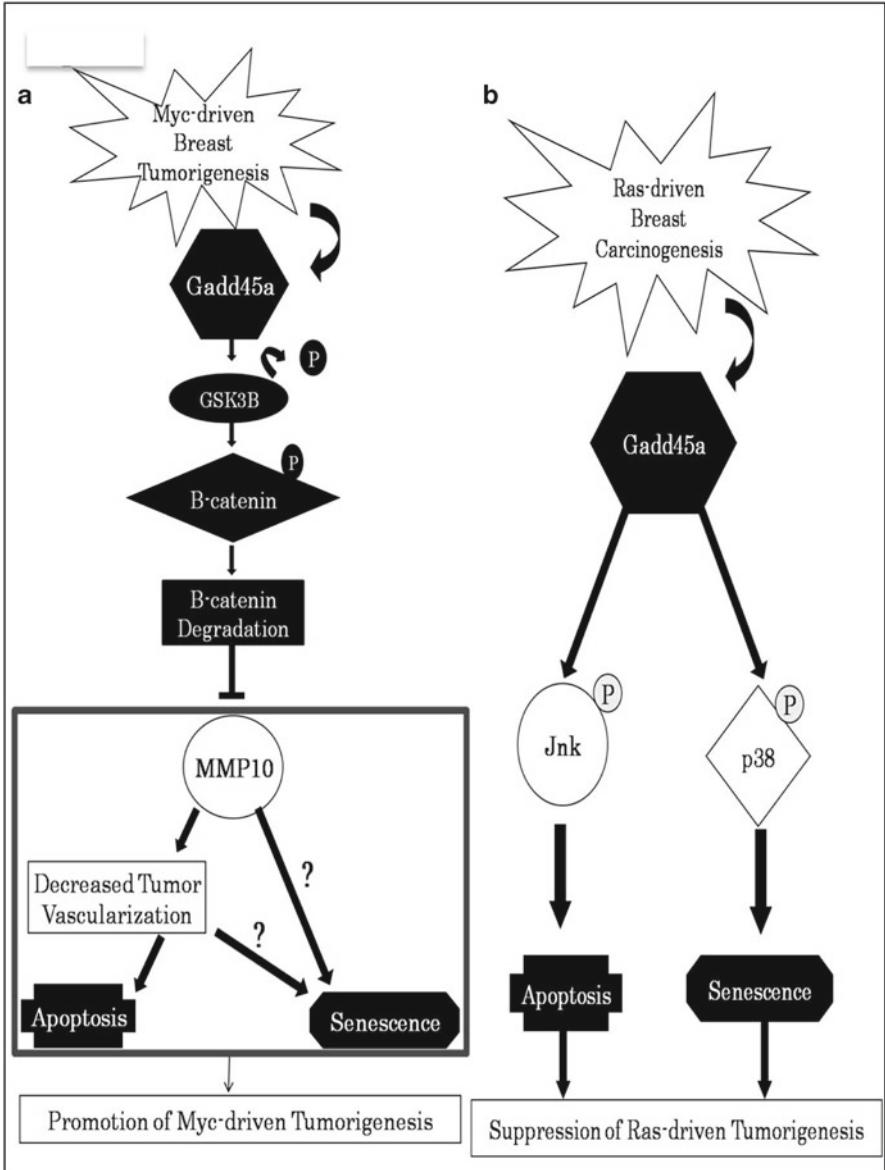 a
Myc-driven
Breast
Tumorigenesis
Gadd45a
P
GSK3B
P
B-catenin
B-catenin
Degradation
MMP10
?
Decreased Tumor
Vascularization
?
Apoptosis
Senescence
Promotion of Myc-driven Tumorigenesis
b
Ras-driven
Breast
Carcinogenesis
Gadd45a
P
Jnk
P
p38
Apoptosis
Senescence
Suppression of Ras-driven Tumorigenesis